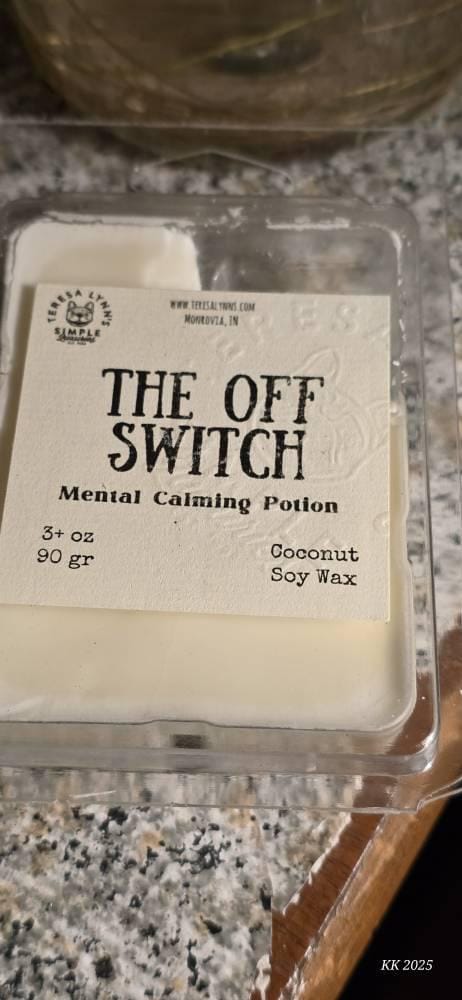 TERESA LYNN'S
SIMPLE
WWW.TERESALYNNS.COM
MONROVIA, IN
THE OFF
SWITCH
Mental Calming Potion
3+ oz
90 gr
Coconut
Soy Wax
KK 2025